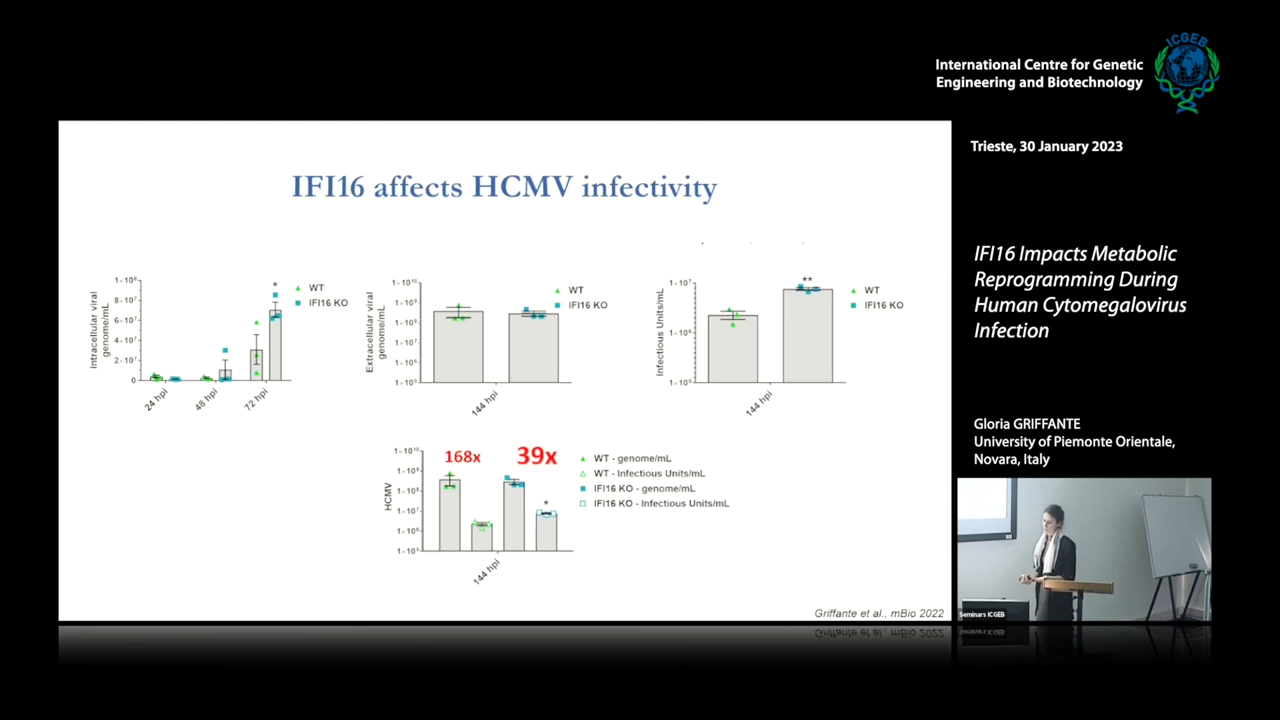 ICGEB
International Centre for Genetic
Engineering and Biotechnology
Trieste, 30 January 2023
IFI16 affects HCMV infectivity
IFI16 Impacts Metabolic
Reprogramming During
Human Cytomegalovirus
Infection
Intracellular viral
genome/mL
1×10⁸
8×10⁷
6×10⁷
4×10⁷
2×10⁷
0
24 hpi
48 hpi
72 hpi
*
WT
IFI16 KO
Extracellular viral
genome/mL
1×10¹⁰
1×10⁹
1×10⁸
1×10⁷
1×10⁶
1×10⁵
144 hpi
WT
IFI16 KO
Infectious Units/mL
1×10⁷
1×10⁶
1×10⁵
144 hpi
**
WT
IFI16 KO
HCMV
1×10¹⁰
1×10⁹
1×10⁸
1×10⁷
1×10⁶
1×10⁵
144 hpi
168x
39x
*
WT - genome/mL
WT - Infectious Units/mL
IFI16 KO - genome/mL
IFI16 KO - Infectious Units/mL
Griffante et al., mBio 2022
Gloria GRIFFANTE
University of Piemonte Orientale,
Novara, Italy
Seminars ICGEB